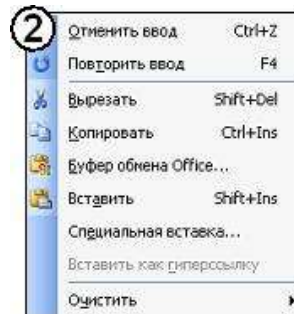 2
Отменить ввод Ctrl+Z
Повторить ввод F4
Вырезать Shift+Del
Копировать Ctrl+Ins
Буфер обмена Office...
Вставить Shift+Ins
Специальная вставка...
Вставить как гиперссылку
Очистить